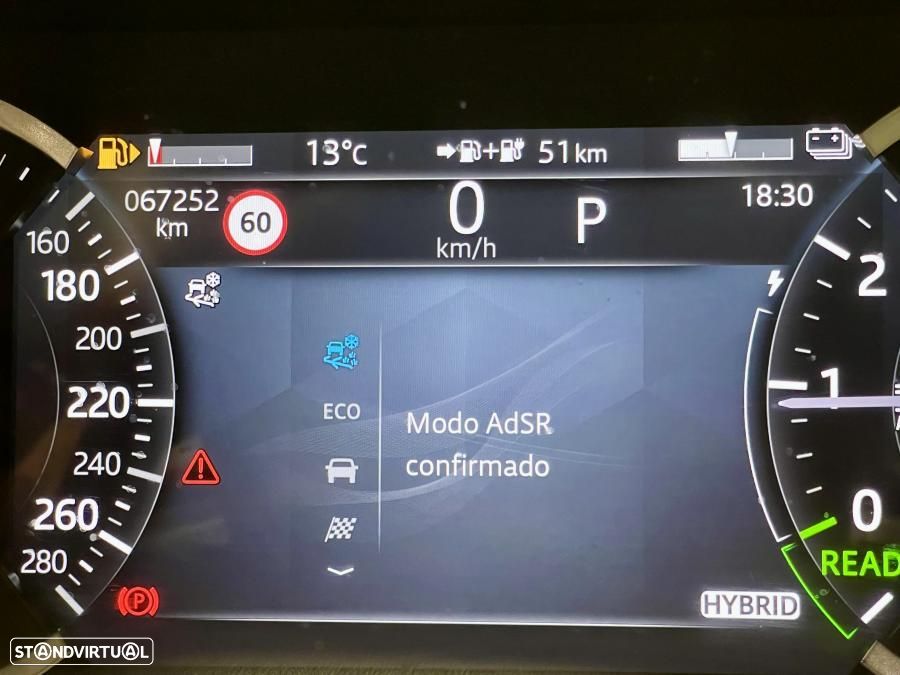 13°C
51km
067252
km
60
0
km/h
P
18:30
160
180
200
220
240
260
280
ECO
Modo AdSR
confirmado
2
1
0
READ
HYBRID
P
STANDVIRTUAL